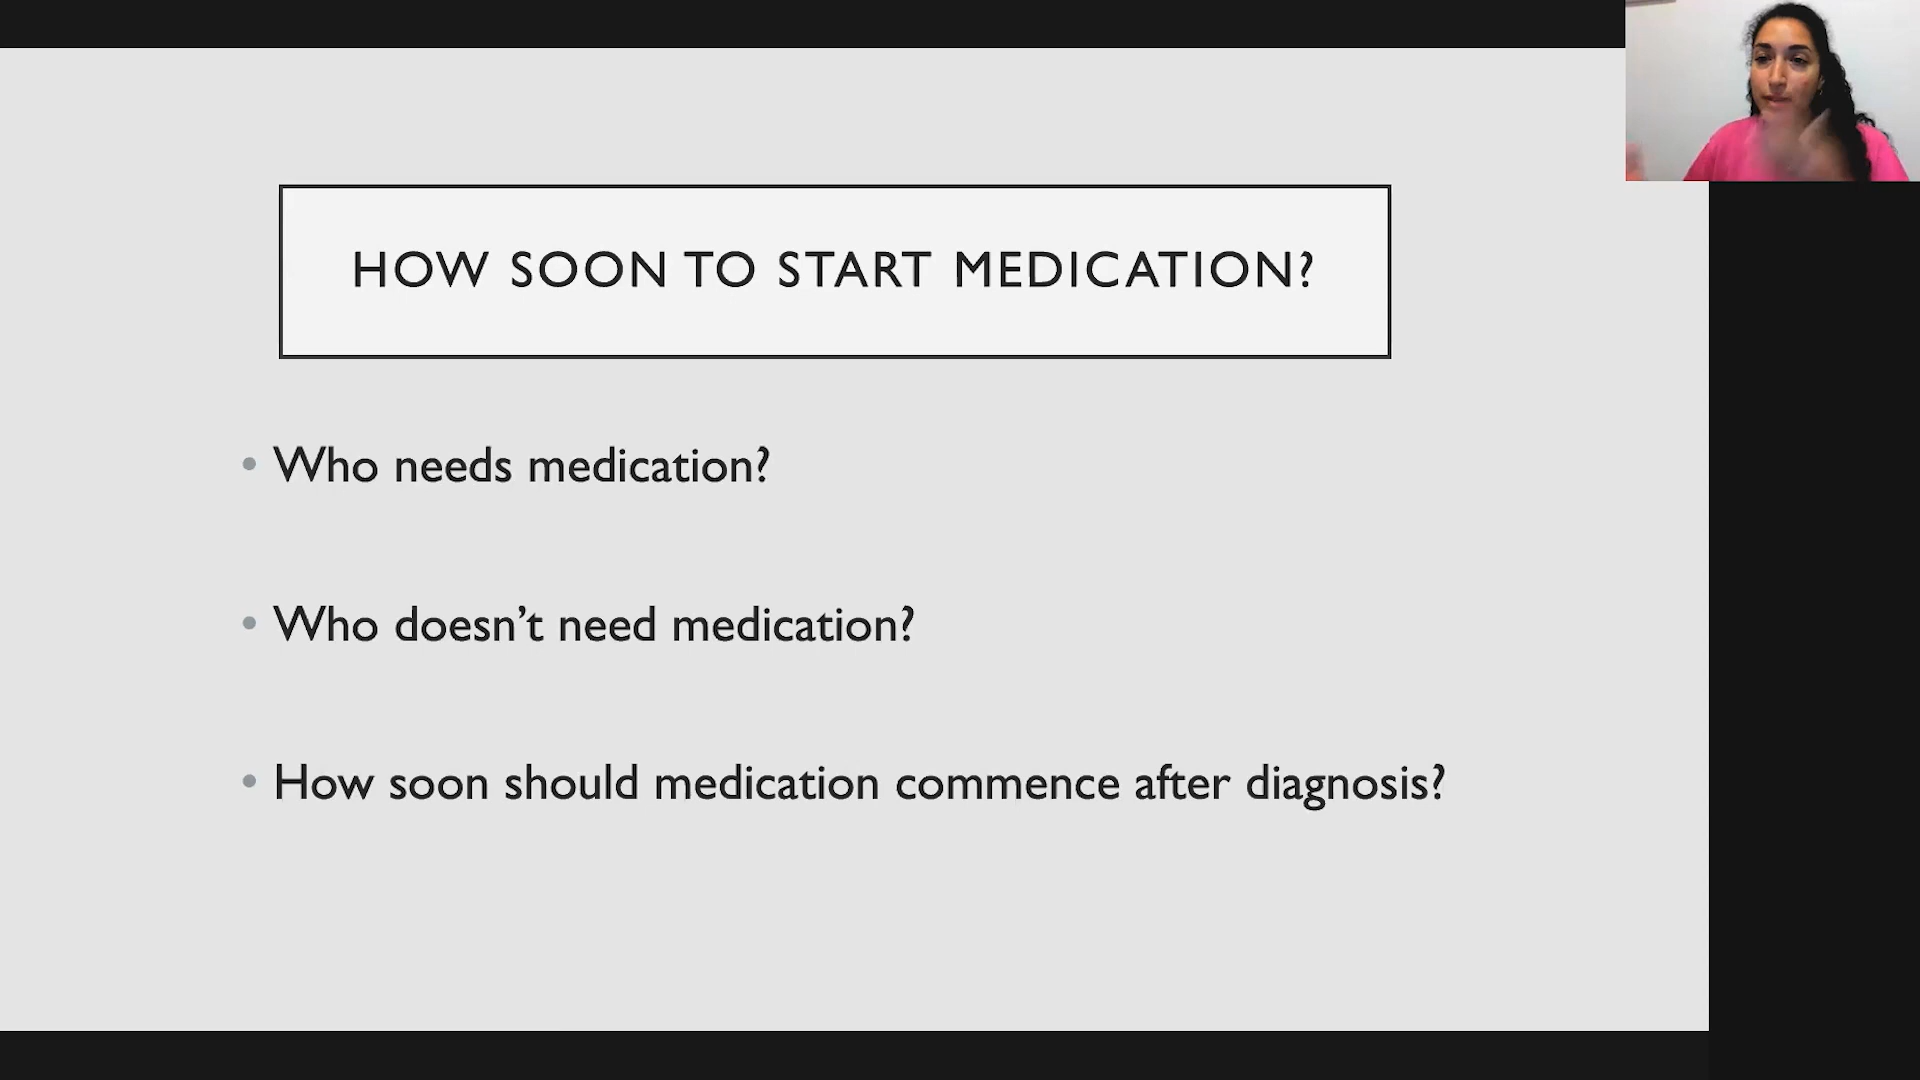 HOW SOON TO START MEDICATION?
• Who needs medication?
• Who doesn’t need medication?
• How soon should medication commence after diagnosis?